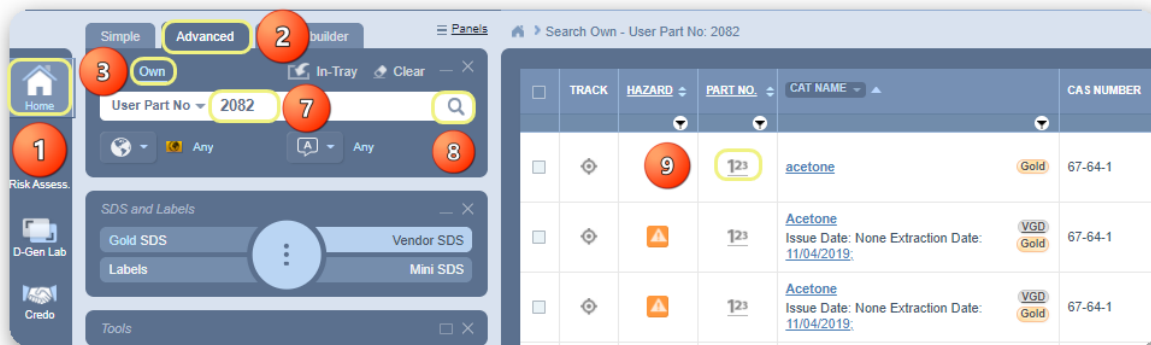 Home
1
Risk Assess.
D-Gen Lab
Credo
Simple
Advanced
2
builder
Panels
3
Own
In-Tray
Clear
User Part No
2082
7
8
Any
A
Any
SDS and Labels
Gold SDS
Vendor SDS
Labels
Mini SDS
Tools
Search Own - User Part No: 2082
TRACK
HAZARD
PART NO.
CAT NAME
CAS NUMBER
9
123
acetone
Gold
67-64-1
123
Acetone
Issue Date: None Extraction Date:
11/04/2019;
VGD
Gold
67-64-1
123
Acetone
Issue Date: None Extraction Date:
11/04/2019;
VGD
Gold
67-64-1